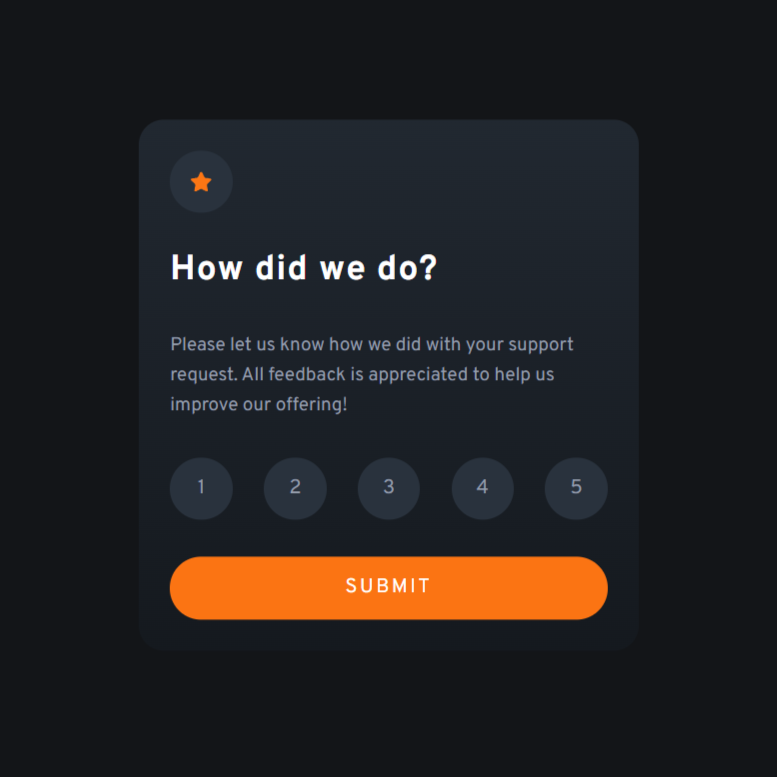 How did we do?
Please let us know how we did with your support
request. All feedback is appreciated to help us
improve our offering!
1 2 3 4 5
SUBMIT